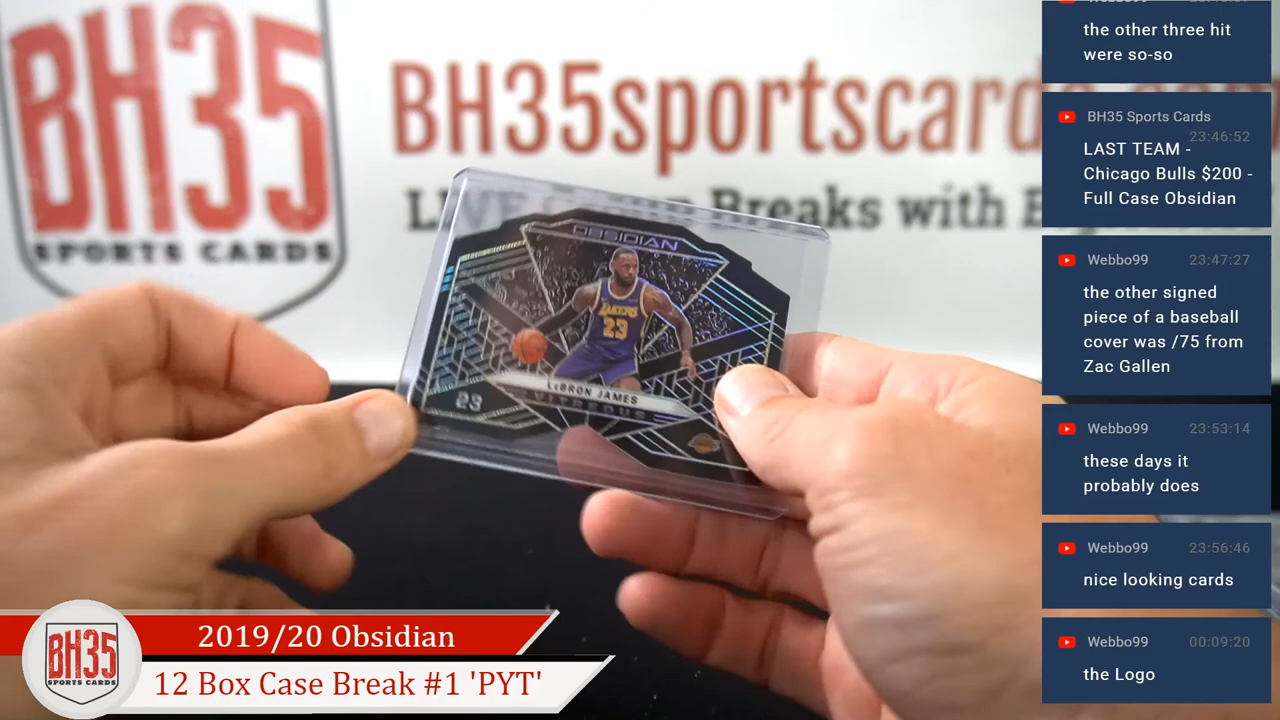 BH35
SPORTS CARDS
BH35sportscard
Breaks with
OBSIDIAN
LAKERS
23
LeBRON JAMES
VITREOUS
23
2019/20 Obsidian
12 Box Case Break #1 'PYT'
BH35
SPORTS CARDS
the other three hit
were so-so
BH35 Sports Cards
23:46:52
LAST TEAM -
Chicago Bulls $200 -
Full Case Obsidian
Webbo99 23:47:27
the other signed
piece of a baseball
cover was /75 from
Zac Gallen
Webbo99 23:53:14
these days it
probably does
Webbo99 23:56:46
nice looking cards
Webbo99 00:09:20
the Logo